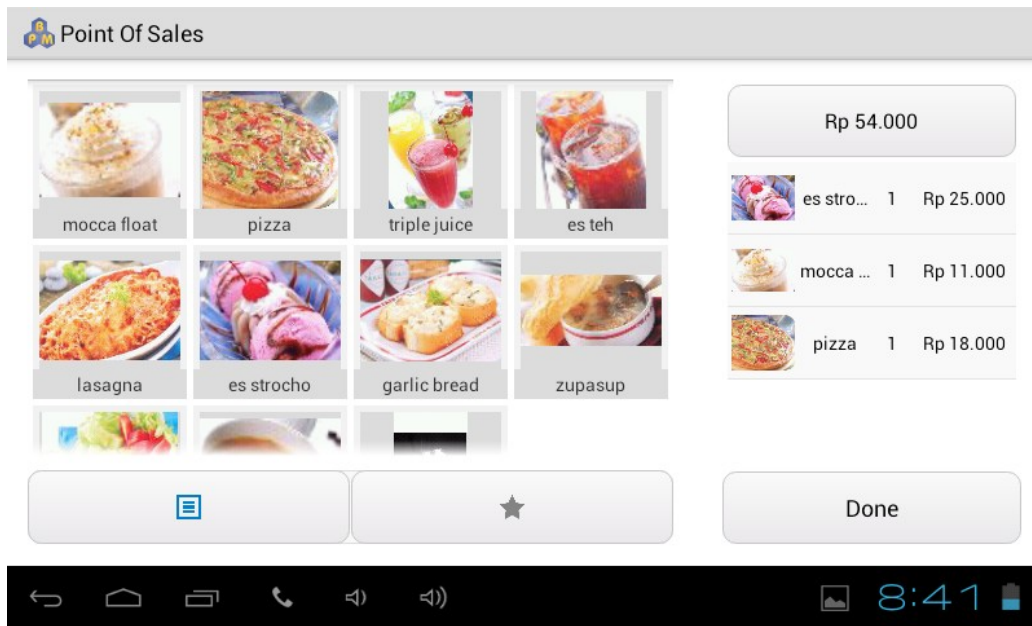 B
P M
Point Of Sales
mocca float
pizza
triple juice
es teh
lasagna
es strocho
garlic bread
zupasup
Rp 54.000
es stro... 1 Rp 25.000
mocca ... 1 Rp 11.000
pizza 1 Rp 18.000
Done
8:41